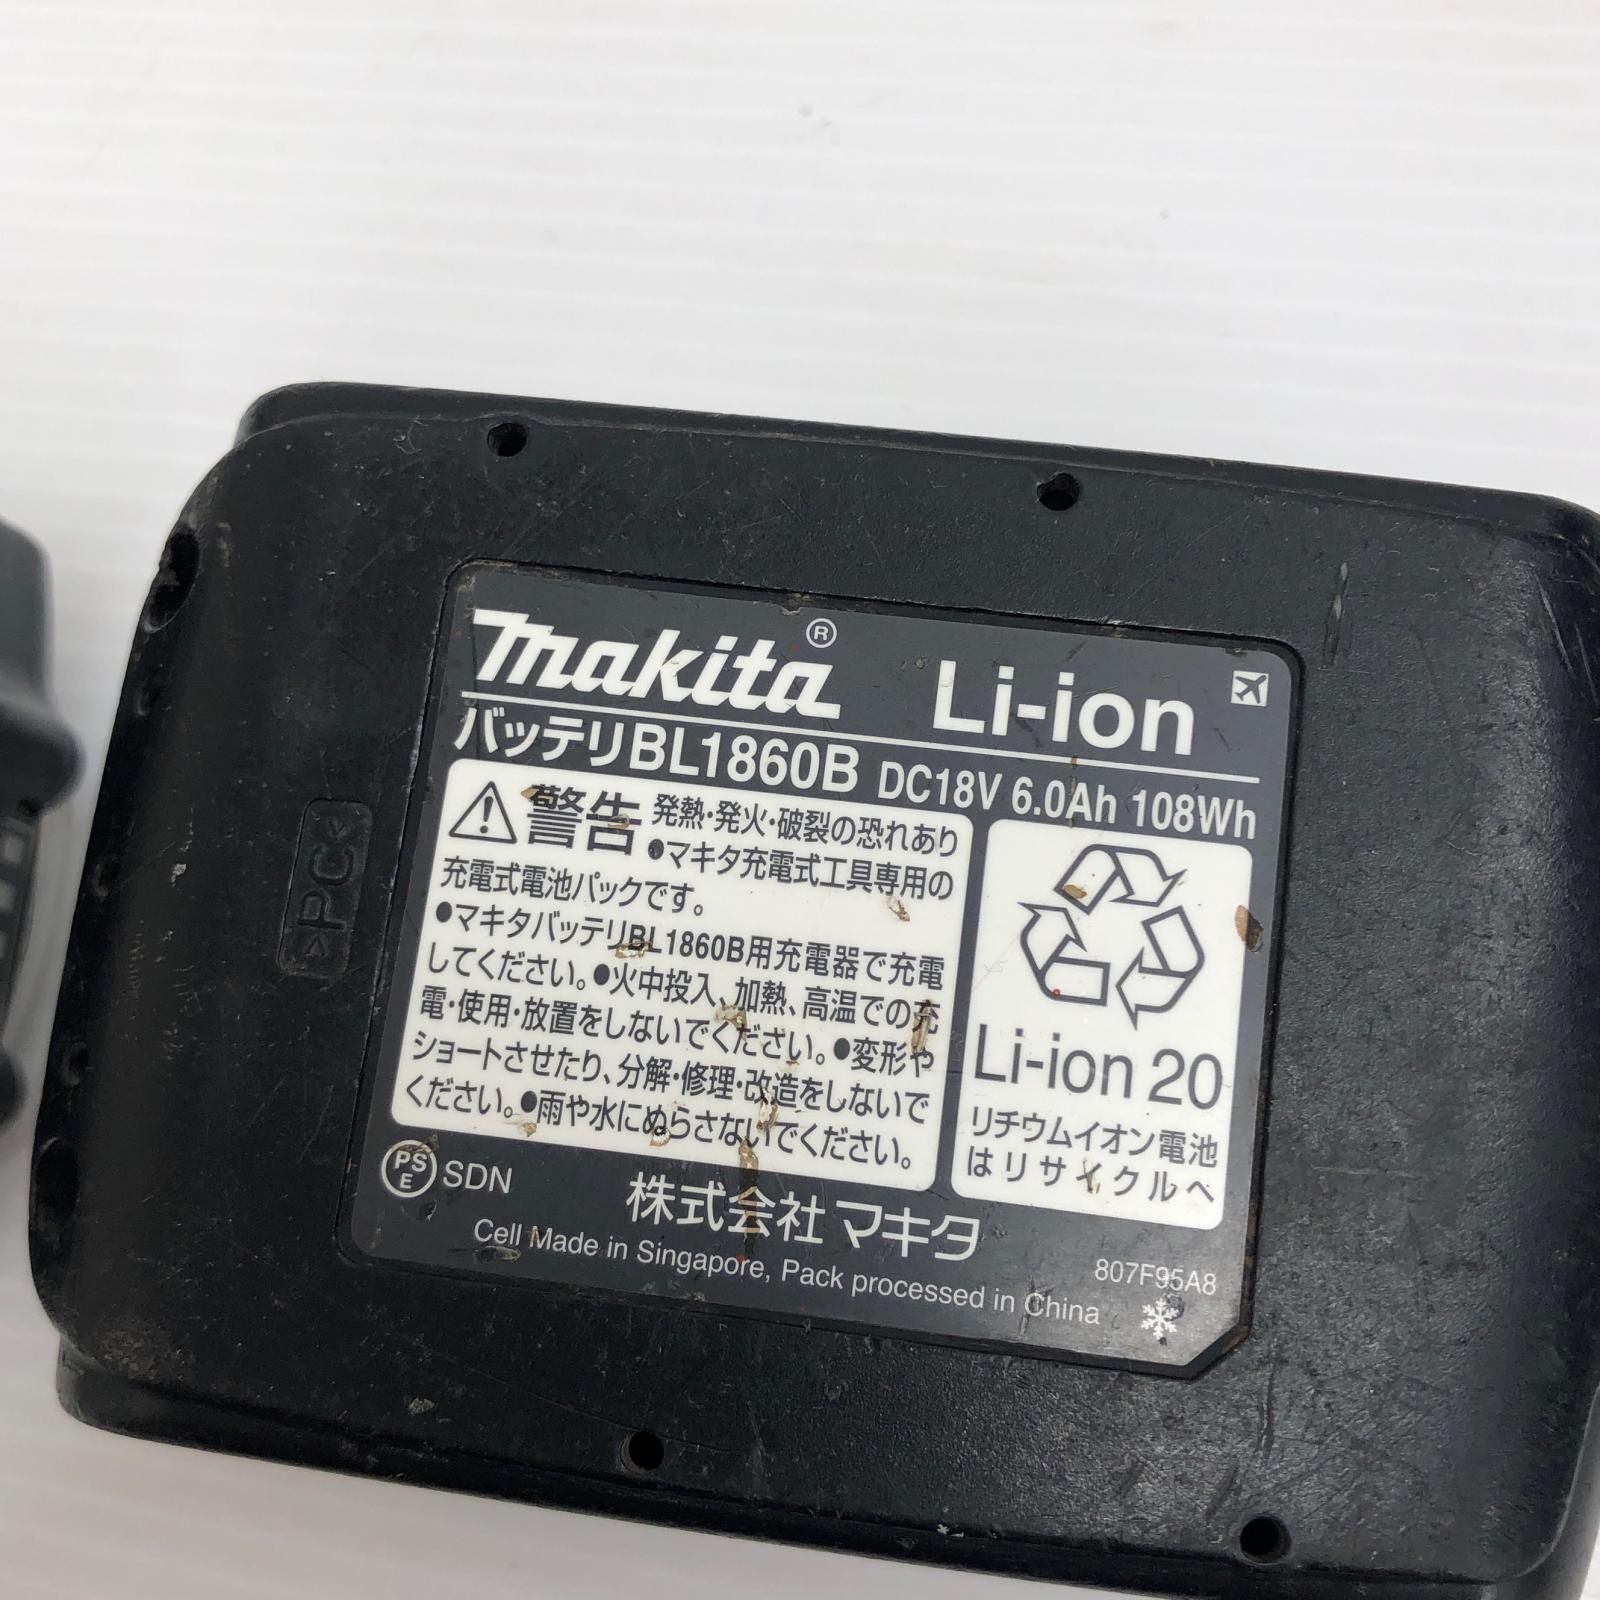 makita® Li-ion
バッテリBL1860B DC18V 6.0Ah 108Wh
警告 発熱・発火・破裂の恐れあり
●マキタ充電式工具専用の
充電式電池パックです。
●マキタバッテリBL1860B用充電器で充電
してください。●火中投入、加熱、高温での充
電・使用・放置をしないでください。●変形や
ショートさせたり、分解・修理・改造をしないで
ください。●雨や水にぬらさないでください。
Li-ion 20
リチウムイオン電池
はリサイクルへ
PSE SDN
株式会社マキタ
Cell Made in Singapore, Pack processed in China
807F95A8
>PC<